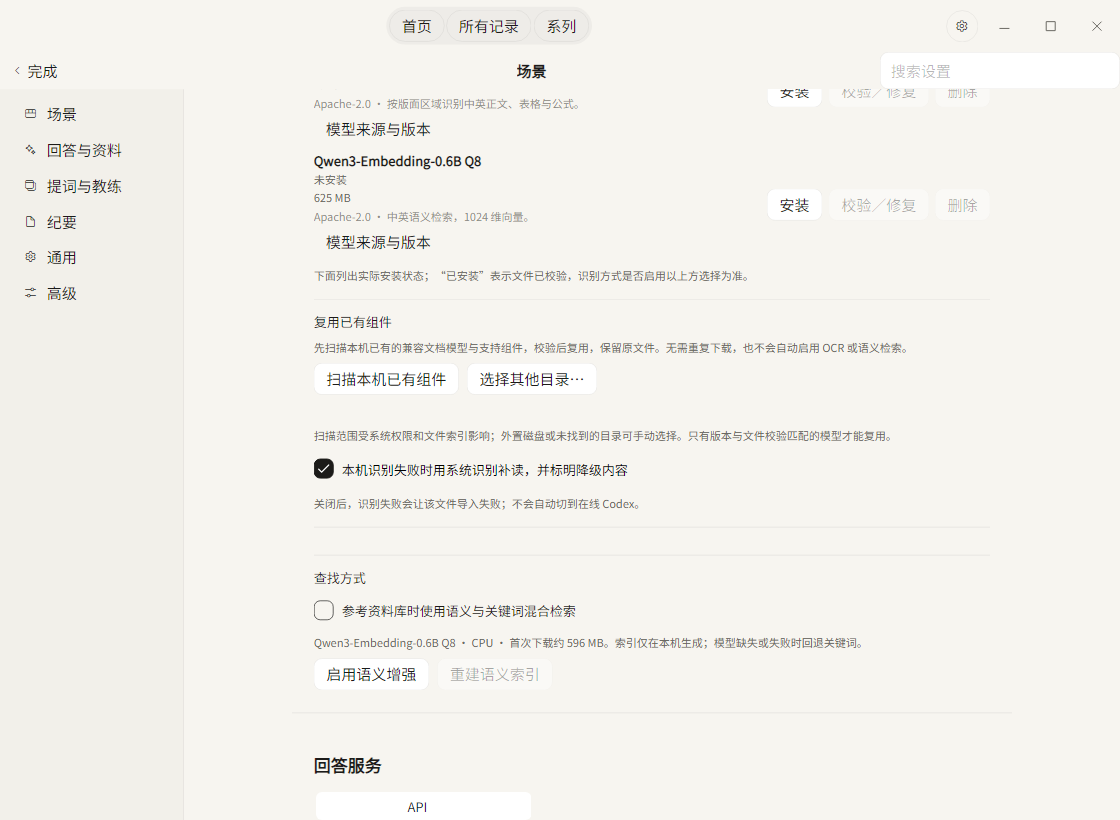 首页 所有记录 系列
完成
场景
搜索设置
场景
回答与资料
提词与教练
纪要
通用
高级
安装 校验／修复 删除
Apache-2.0 · 按版面区域识别中英正文、表格与公式。
模型来源与版本
Qwen3-Embedding-0.6B Q8
未安装
625 MB
安装 校验／修复 删除
Apache-2.0 · 中英语义检索，1024 维向量。
模型来源与版本
下面列出实际安装状态；“已安装”表示文件已校验，识别方式是否启用以上方选择为准。
复用已有组件
先扫描本机已有的兼容文档模型与支持组件，校验后复用，保留原文件。无需重复下载，也不会自动启用 OCR 或语义检索。
扫描本机已有组件 选择其他目录…
扫描范围受系统权限和文件索引影响；外置磁盘或未找到的目录可手动选择。只有版本与文件校验匹配的模型才能复用。
本机识别失败时用系统识别补读，并标明降级内容
关闭后，识别失败会让该文件导入失败；不会自动切到在线 Codex。
查找方式
参考资料库时使用语义与关键词混合检索
Qwen3-Embedding-0.6B Q8 · CPU · 首次下载约 596 MB。索引仅在本机生成；模型缺失或失败时回退关键词。
启用语义增强 重建语义索引
回答服务
API